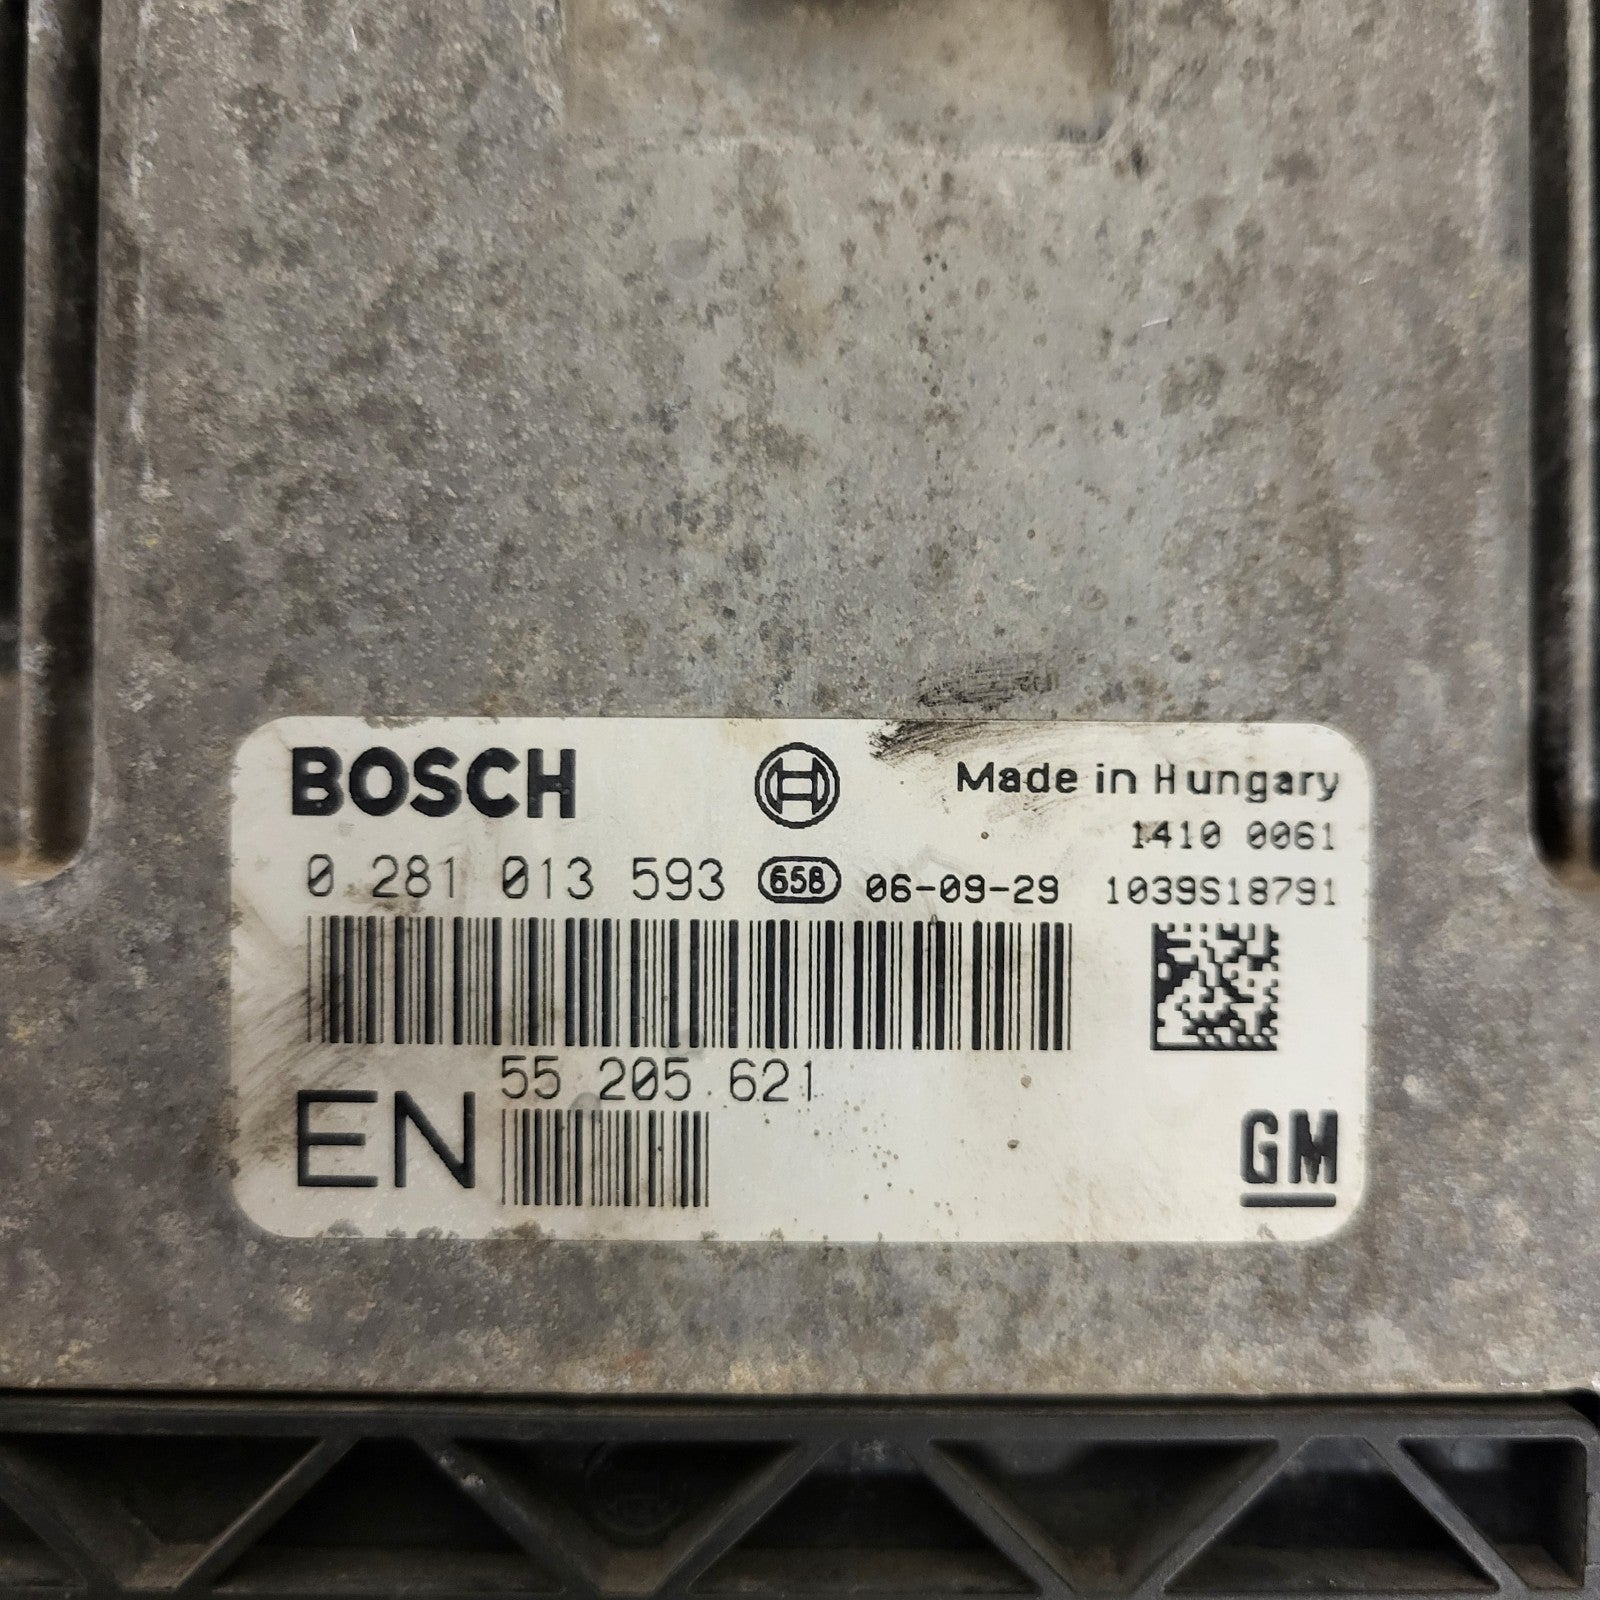 BOSCH Made in Hungary
1410 0061
0 281 013 593 658 06-09-29 1039S18791
55 205 621
EN
GM